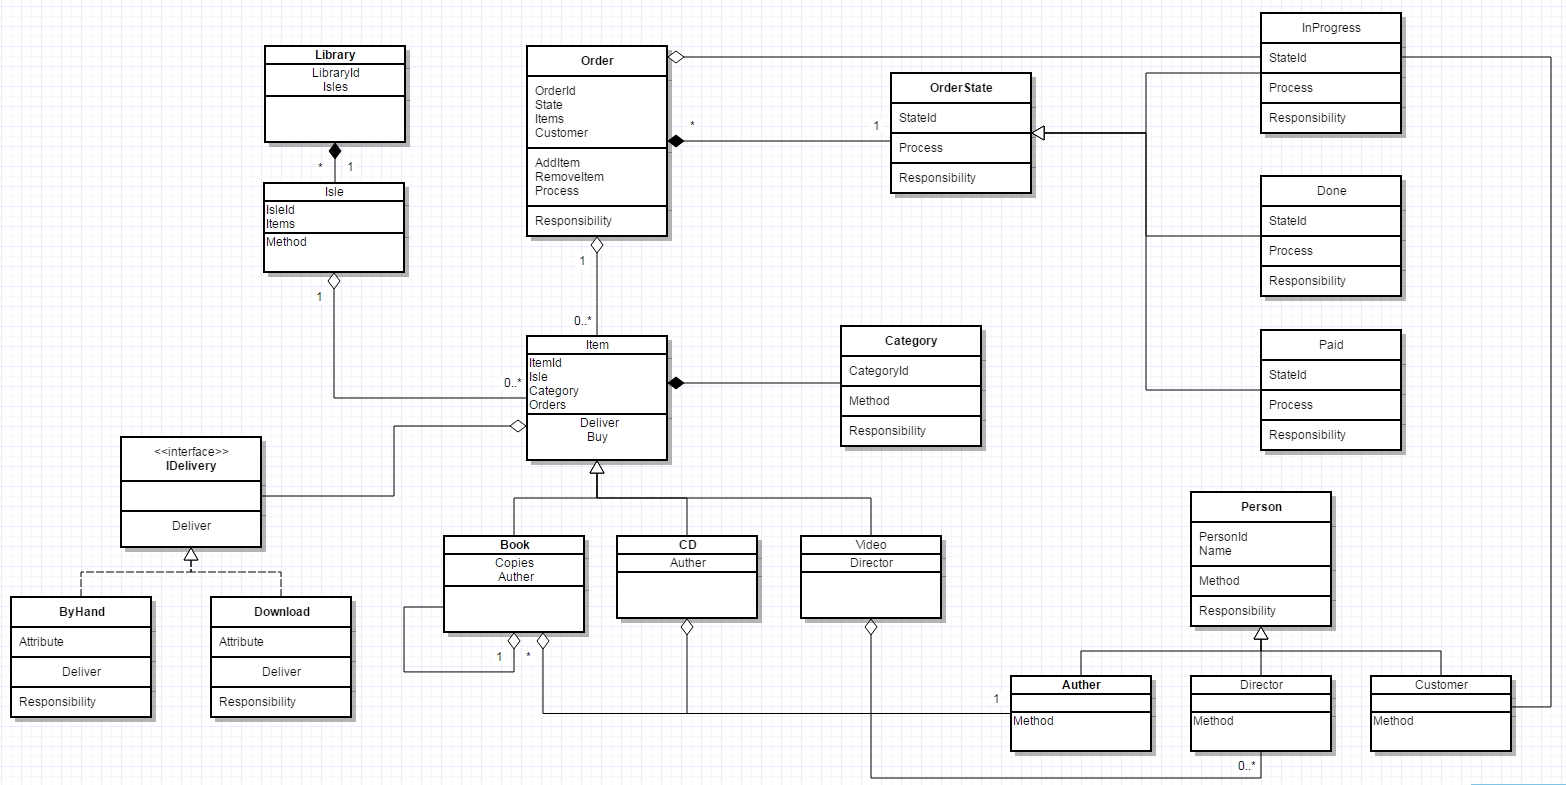 Library
LibraryId
Isles
*
1
Isle
IsleId
Items
Method
1
Order
OrderId
State
Items
Customer
AddItem
RemoveItem
Process
Responsibility
*
1
1
0..*
OrderState
StateId
Process
Responsibility
InProgress
StateId
Process
Responsibility
Done
StateId
Process
Responsibility
Paid
StateId
Process
Responsibility
Item
ItemId
Isle
Category
Orders
Deliver
Buy
0..*
Category
CategoryId
Method
Responsibility
<<interface>>
IDelivery
Deliver
ByHand
Attribute
Deliver
Responsibility
Download
Attribute
Deliver
Responsibility
Book
Copies
Auther
1
*
CD
Auther
Video
Director
Person
PersonId
Name
Method
Responsibility
1
Auther
Method
Director
Method
0..*
Customer
Method